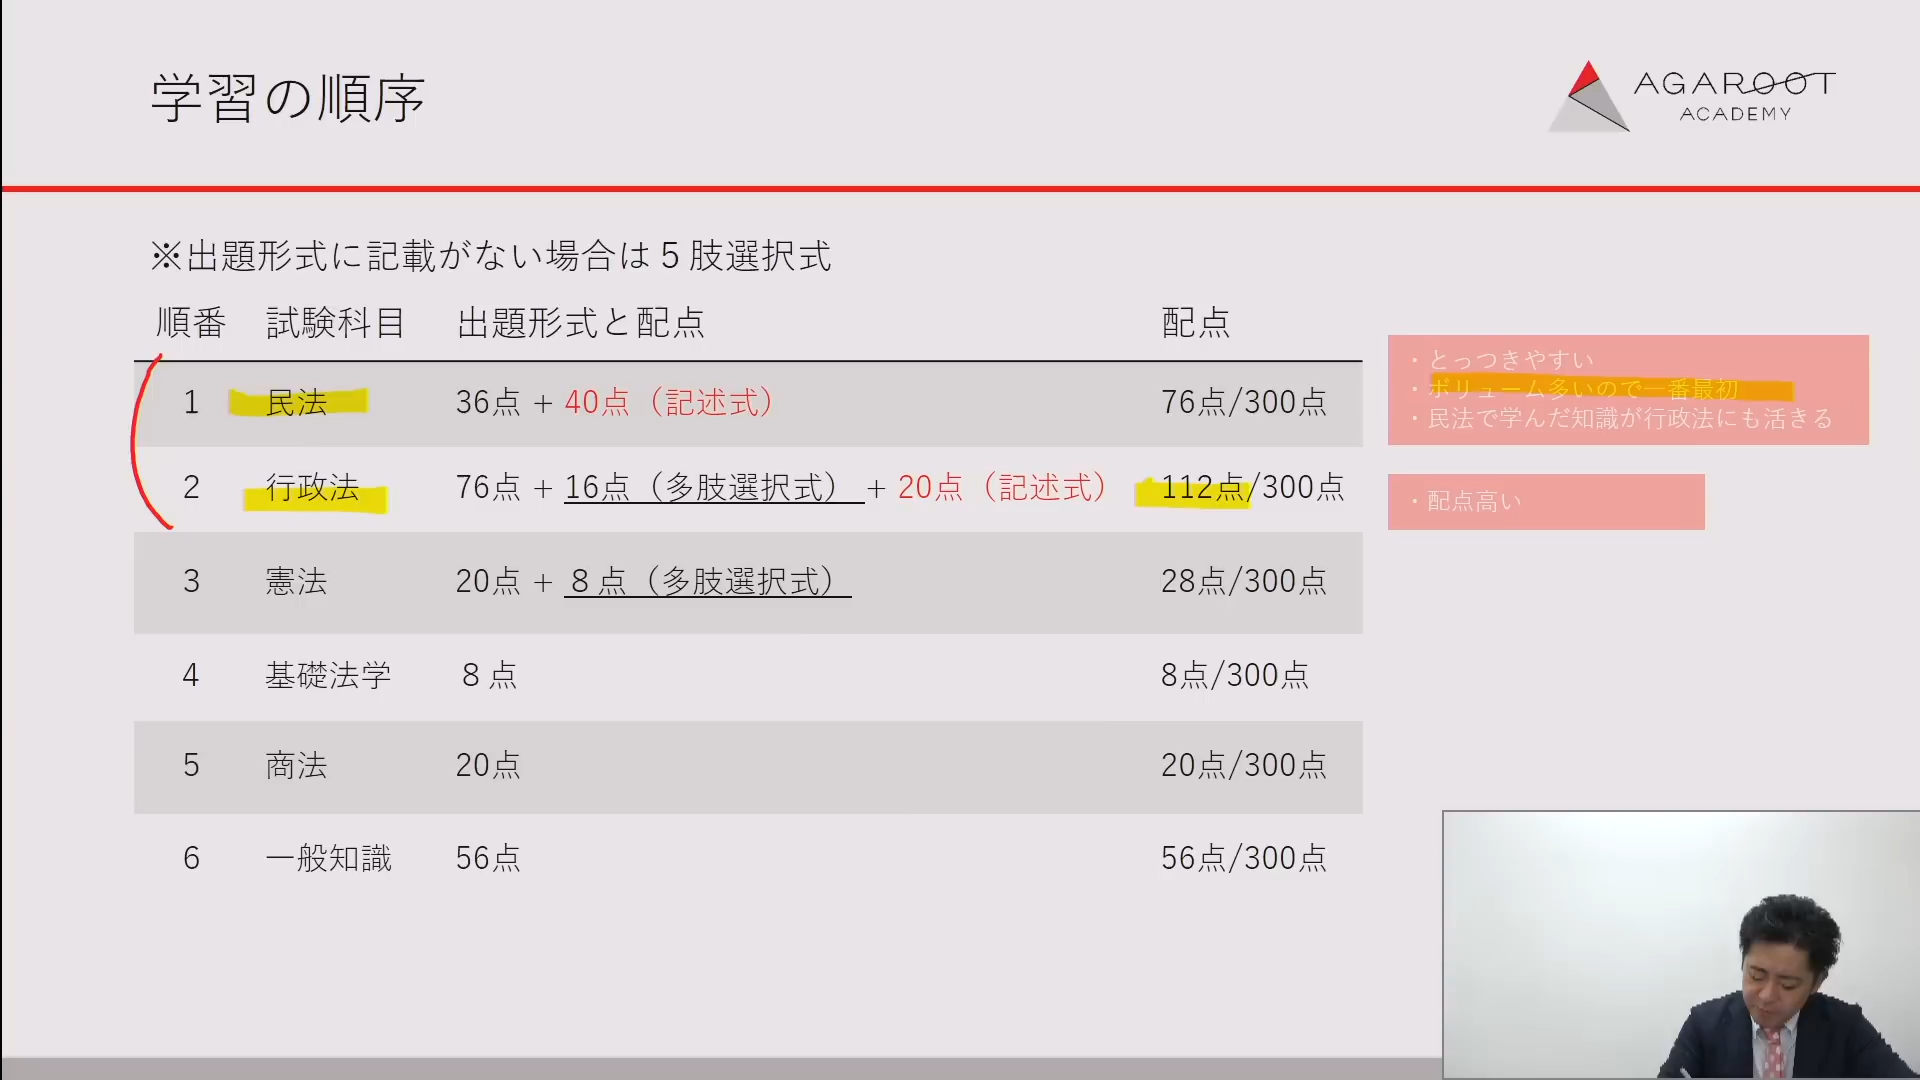 学習の順序
AGAROOT
ACADEMY
※出題形式に記載がない場合は５肢選択式
順番 試験科目 出題形式と配点 配点
1 民法 36点 + 40点（記述式） 76点/300点
2 行政法 76点 + 16点（多肢選択式） + 20点（記述式） 112点/300点
3 憲法 20点 + ８点（多肢選択式） 28点/300点
4 基礎法学 ８点 8点/300点
5 商法 20点 20点/300点
6 一般知識 56点 56点/300点
・とっつきやすい
・ボリューム多いので一番最初
・民法で学んだ知識が行政法にも活きる
・配点高い